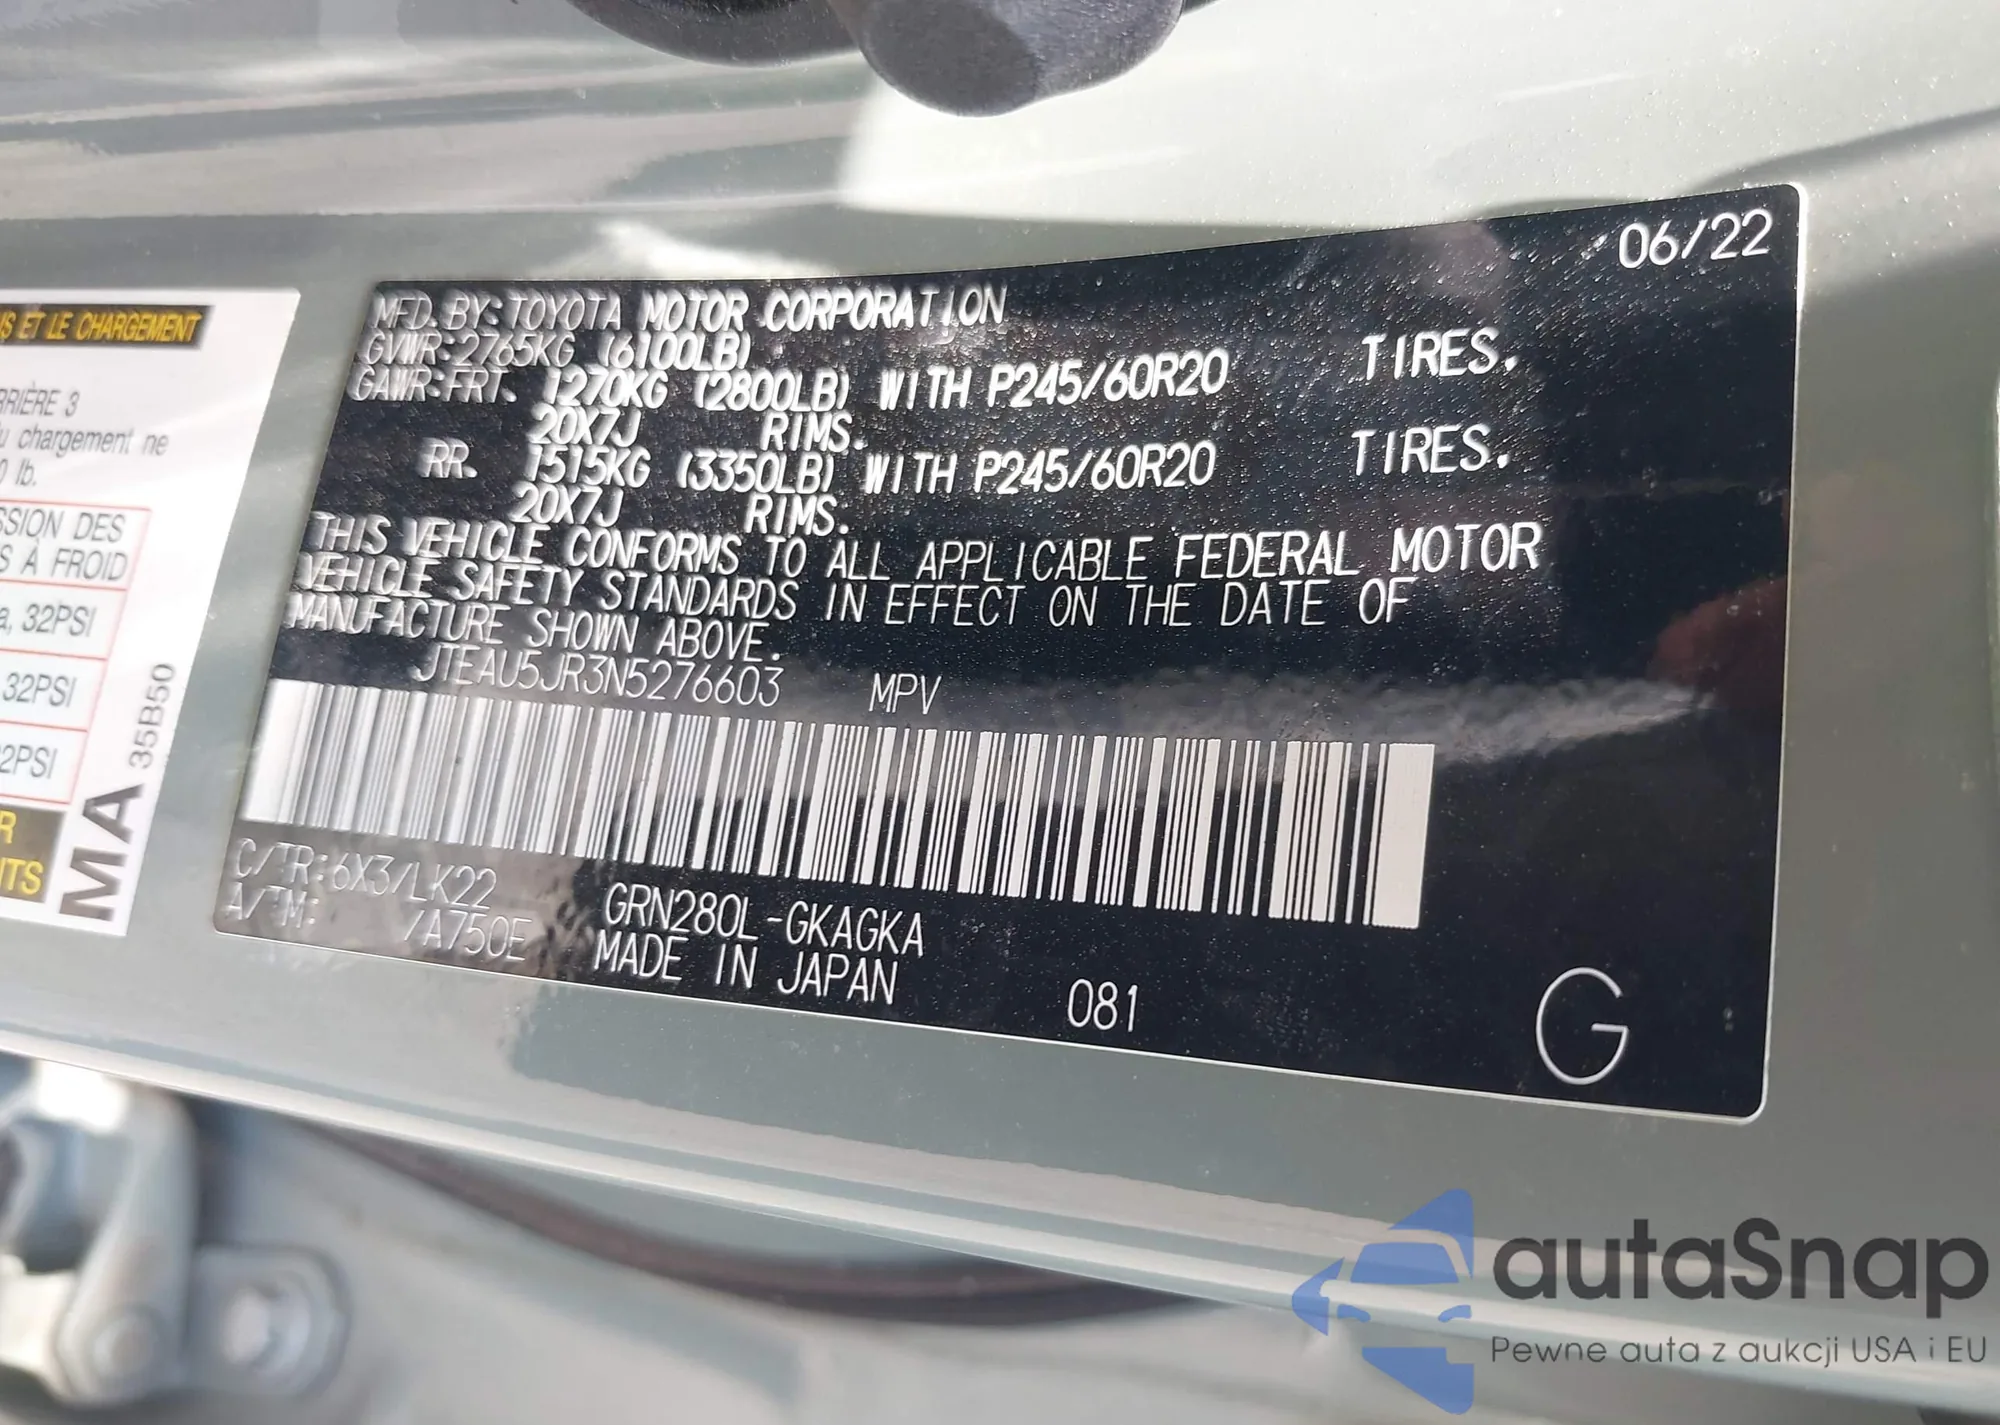 06/22
MFD. BY: TOYOTA MOTOR CORPORATION
GVWR: 2765KG (6100LB)
GAWR: FRT. 1270KG (2800LB) WITH P245/60R20 TIRES.
20X7J RIMS.
RR. 1515KG (3350LB) WITH P245/60R20 TIRES.
20X7J RIMS.
THIS VEHICLE CONFORMS TO ALL APPLICABLE FEDERAL MOTOR
VEHICLE SAFETY STANDARDS IN EFFECT ON THE DATE OF
MANUFACTURE SHOWN ABOVE.
JTEAU5JR3N5276603 MPV
C/TR: 6X3/LK22 GRN280L-GKAGKA
A/TM: /A750E MADE IN JAPAN 081
G
ET LE CHARGEMENT
3
chargement ne
lb.
DES
À FROID
32PSI
32PSI
MA 35B50
autaSnap
Pewne auta z aukcji USA i EU